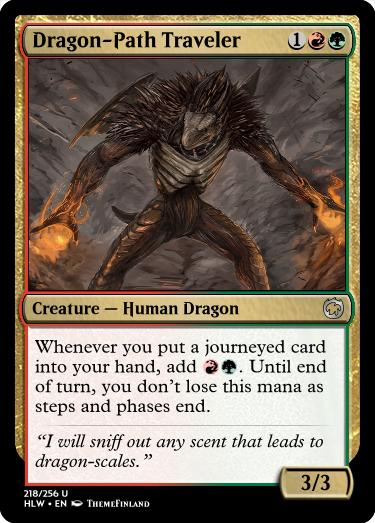 Dragon-Path Traveler 1
Creature — Human Dragon
Whenever you put a journeyed card
into your hand, add . Until end
of turn, you don't lose this mana as
steps and phases end.
"I will sniff out any scent that leads to
dragon-scales."
3/3
218/256 U
HLW • EN ThemeFinland